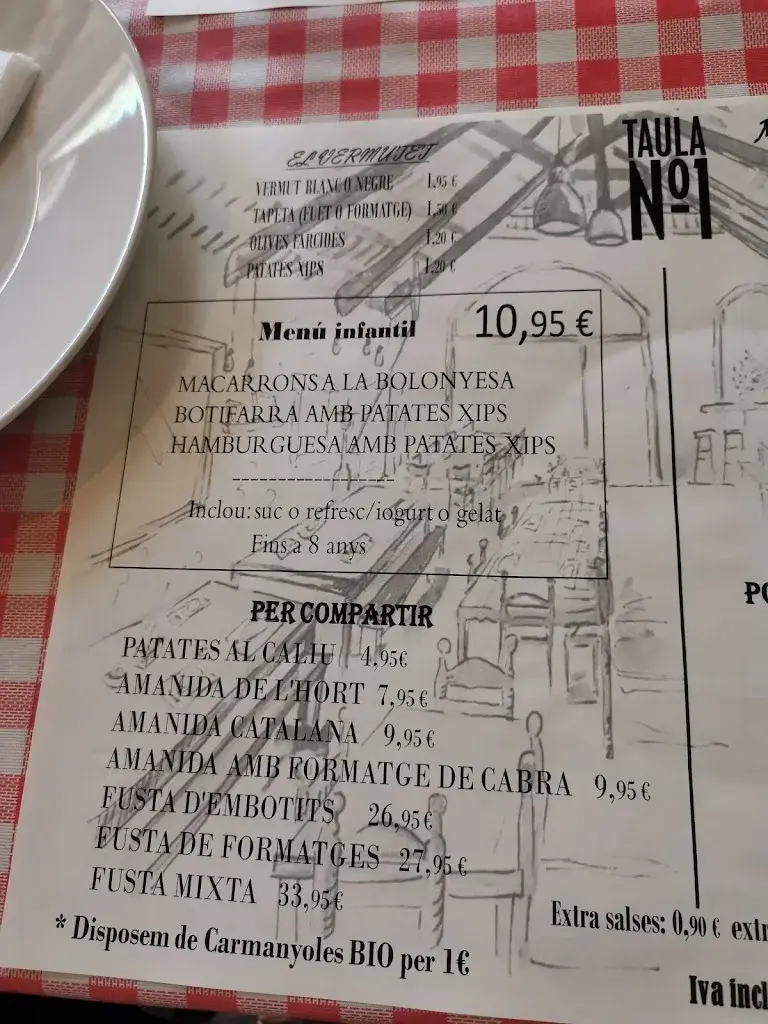 EL VERMUTET
VERMUT BLANC O NEGRE 1,95 €
TAPETA (FUET O FORMATGE) 1,50 €
OLIVES FARCIDES 1,20 €
PATATES XIPS 1,20 €
TAULA
Nº1
Menú infantil 10,95 €
MACARRONS A LA BOLONYESA
BOTIFARRA AMB PATATES XIPS
HAMBURGUESA AMB PATATES XIPS
Inclou: suc o refresc/iogurt o gelat
Fins a 8 anys
PER COMPARTIR
PATATES AL CALIU 4,95€
AMANIDA DE L'HORT 7,95€
AMANIDA CATALANA 9,95€
AMANIDA AMB FORMATGE DE CABRA 9,95€
FUSTA D'EMBOTITS 26,95€
FUSTA DE FORMATGES 27,95€
FUSTA MIXTA 33,95€
* Disposem de Carmanyoles BIO per 1€
Extra salses: 0,90 € extr
Iva incl
PO